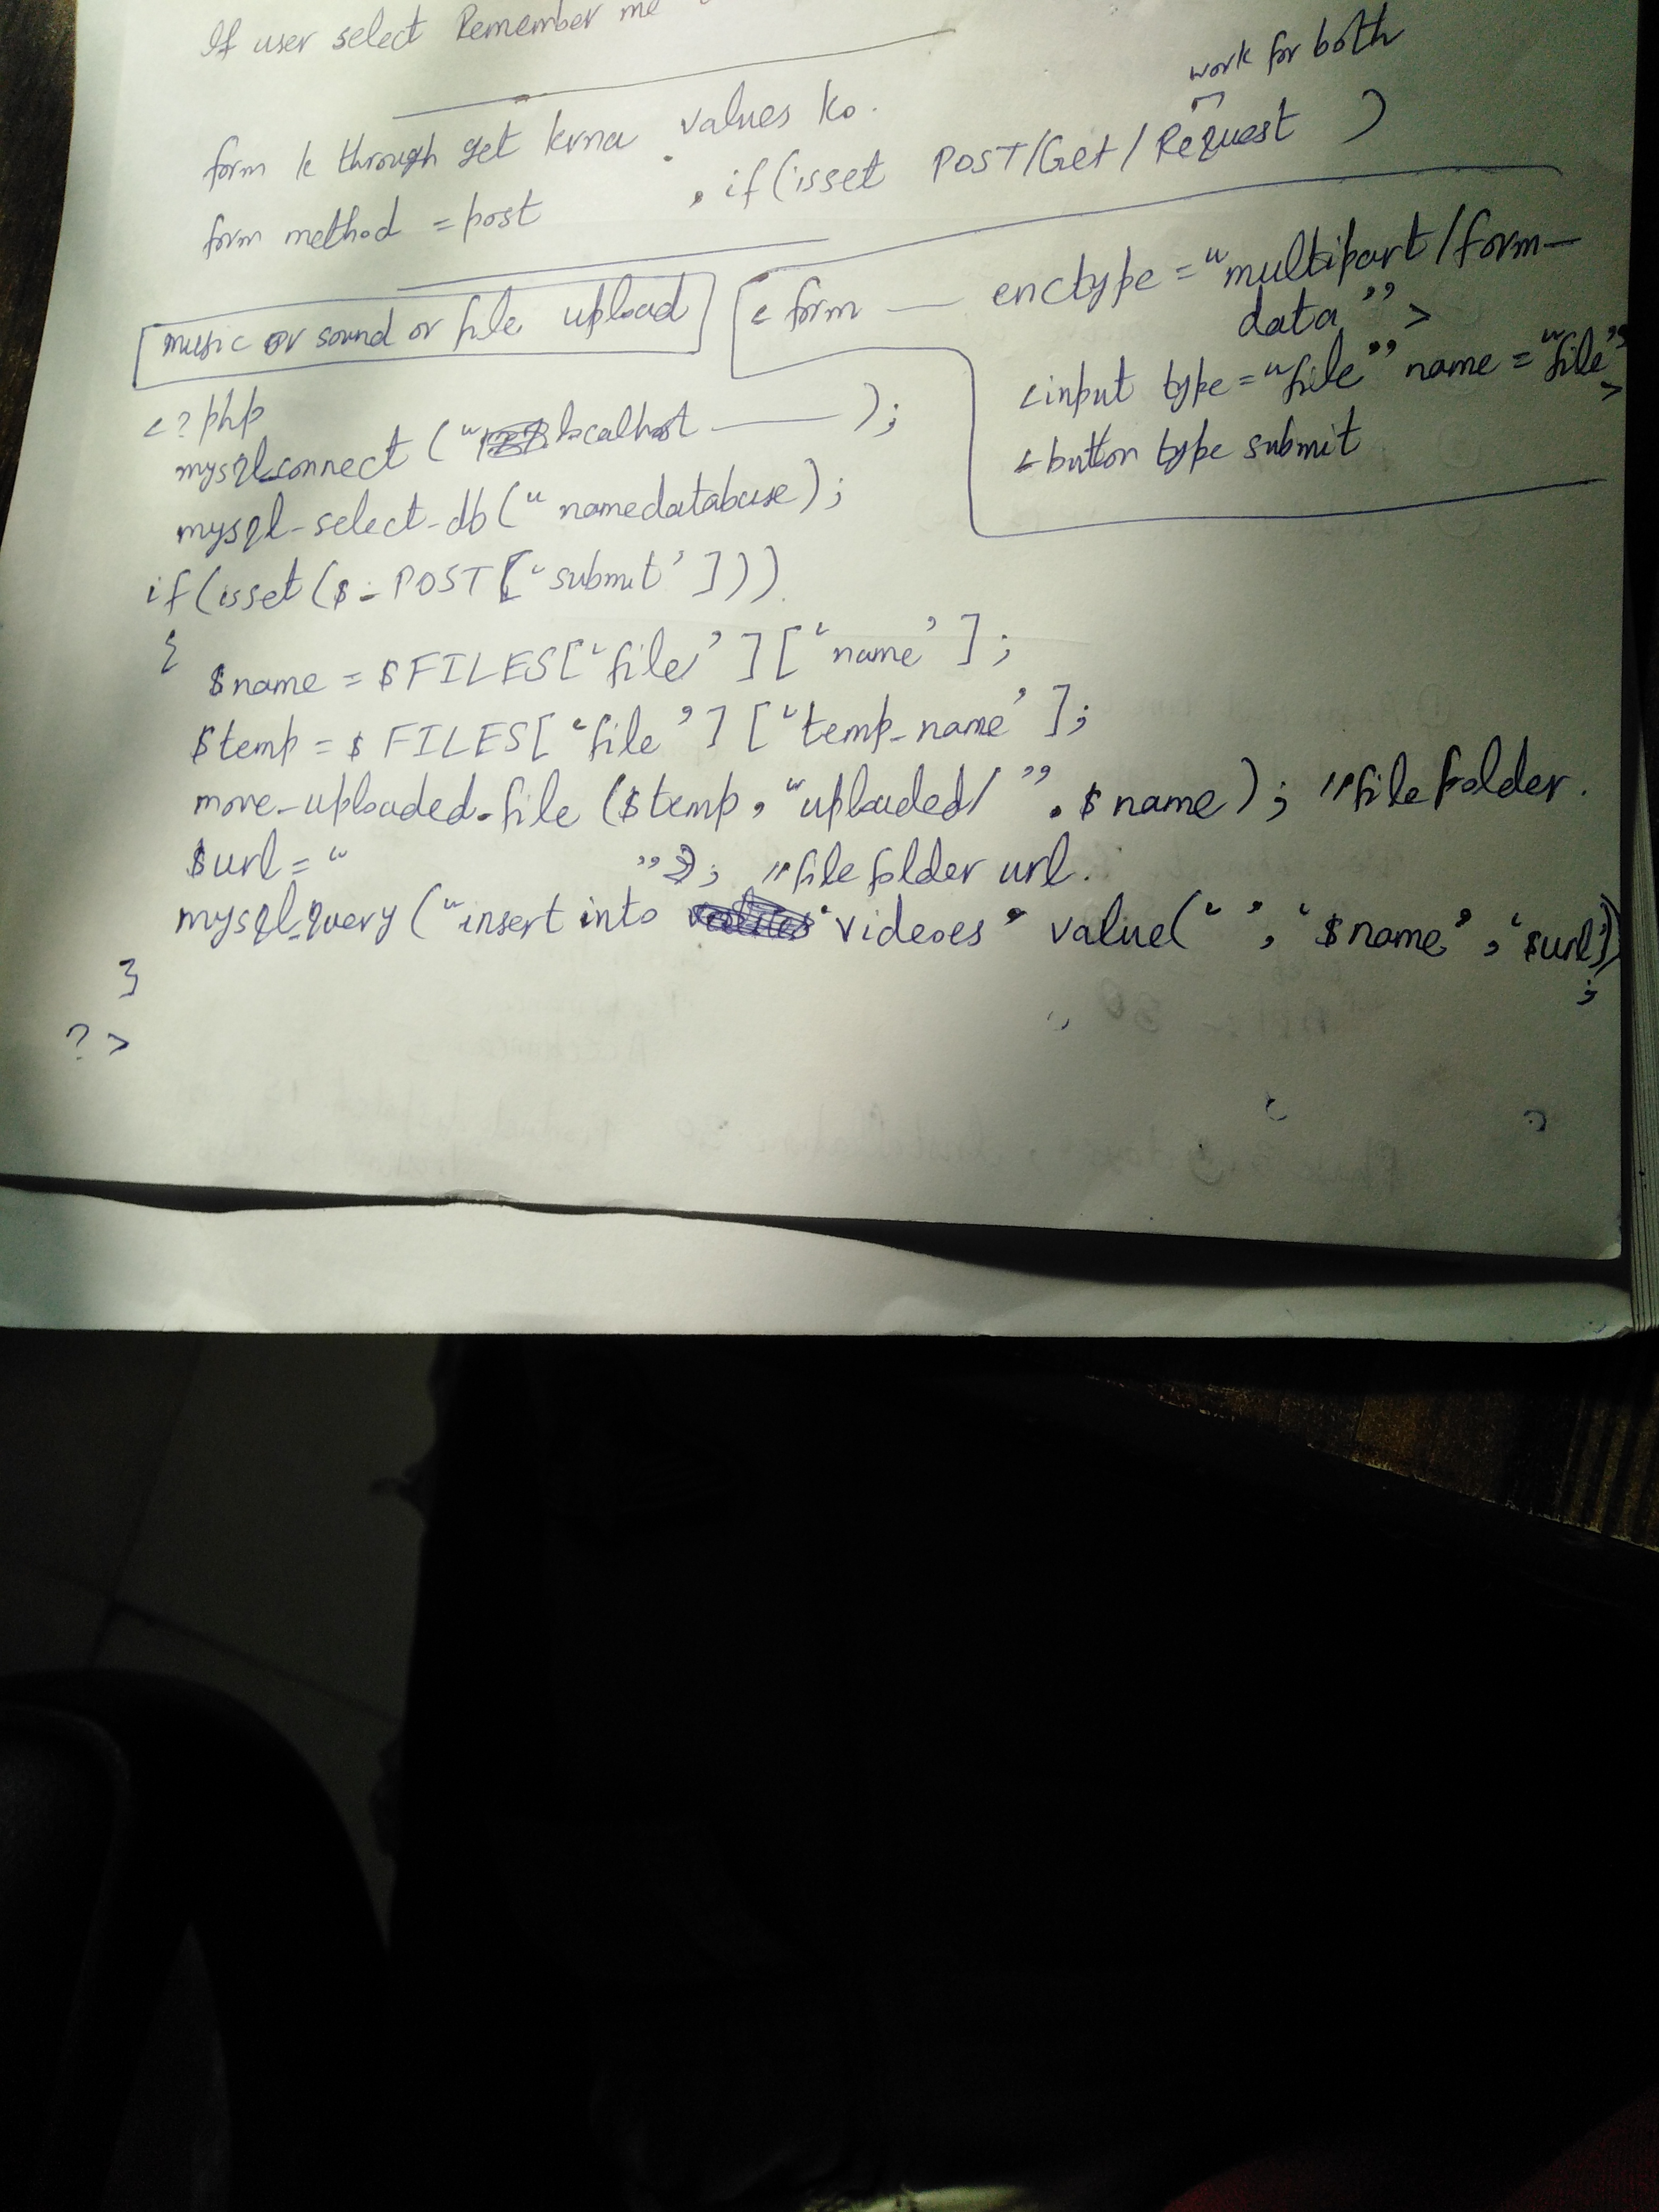 If user select Remember me
form k through get krna values ko.
form method = post
, if (isset POST/Get/Request )
work for both
music or sound or file upload
<form — enctype = "multipart/form-
data">
<input type="file" name="file"
>
<button type submit
<?php
mysql_connect ("localhost ——— );
mysql-select-db ("namedatabase);
if (isset ($_POST['submit']))
{
$name = $FILES['file']['name'];
$temp = $FILES['file']['temp_name'];
move-uploaded-file ($temp, "uploaded/".$name); //file folder.
$url = " "; //file folder url.
mysql_query ("insert into 'videoes' value(' ', '$name', '$url')
;
}
?>